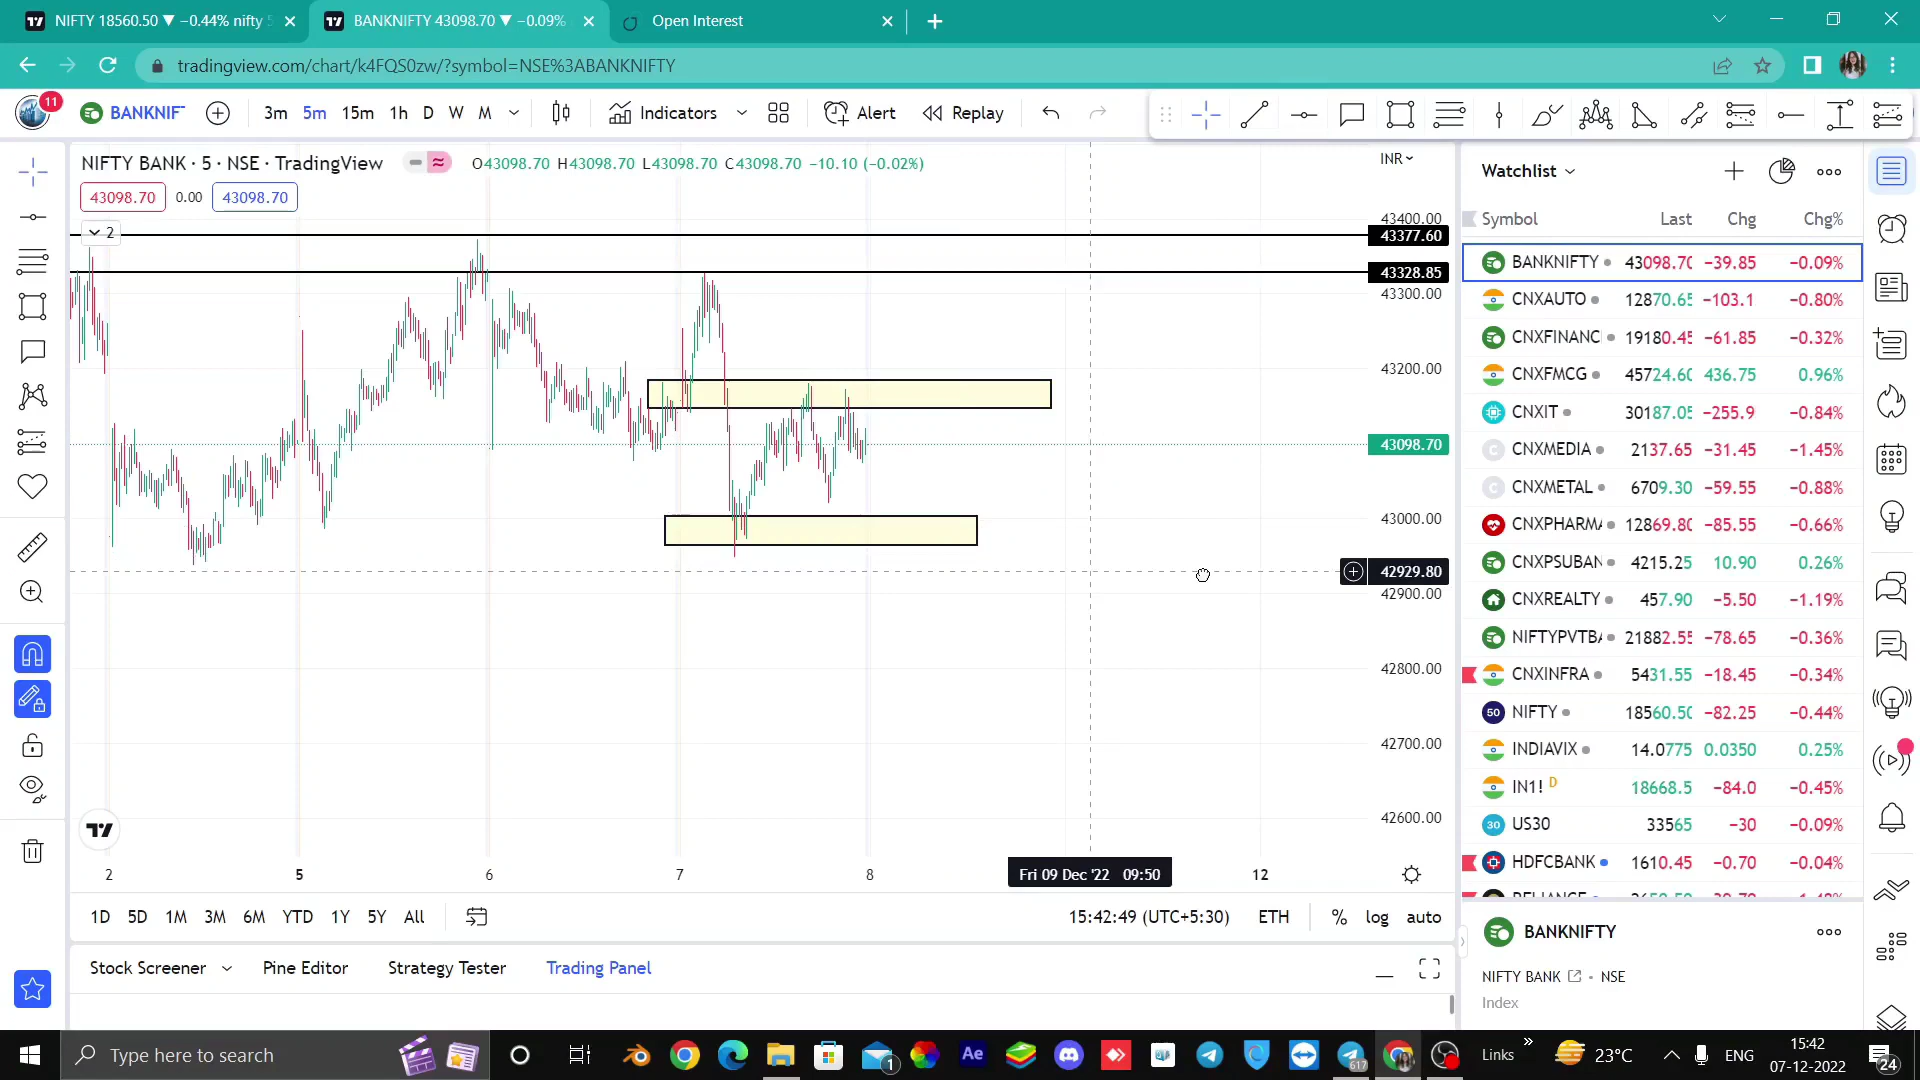 NIFTY 18560.50 ▼ −0.44% nifty
BANKNIFTY 43098.70 ▼ −0.09%
Open Interest
tradingview.com/chart/k4FQS0zw/?symbol=NSE%3ABANKNIFTY
11
BANKNIF
3m 5m 15m 1h D W M
Indicators
Alert
Replay
NIFTY BANK · 5 · NSE · TradingView
O43098.70 H43098.70 L43098.70 C43098.70 −10.10 (−0.02%)
INR
43098.70 0.00 43098.70
2
43400.00
43377.60
43328.85
43300.00
43200.00
43098.70
43000.00
42929.80
42900.00
42800.00
42700.00
42600.00
2 5 6 7 8 Fri 09 Dec '22 09:50 12
1D 5D 1M 3M 6M YTD 1Y 5Y All
15:42:49 (UTC+5:30) ETH % log auto
Stock Screener Pine Editor Strategy Tester Trading Panel
Watchlist
Symbol Last Chg Chg%
BANKNIFTY 43098.70 −39.85 −0.09%
CNXAUTO 12870.65 −103.1 −0.80%
CNXFINANC 19180.45 −61.85 −0.32%
CNXFMCG 45724.60 436.75 0.96%
CNXIT 30187.05 −255.9 −0.84%
CNXMEDIA 2137.65 −31.45 −1.45%
CNXMETAL 6709.30 −59.55 −0.88%
CNXPHARMA 12869.80 −85.55 −0.66%
CNXPSUBAN 4215.25 10.90 0.26%
CNXREALTY 457.90 −5.50 −1.19%
NIFTYPVTBA 21882.55 −78.65 −0.36%
CNXINFRA 5431.55 −18.45 −0.34%
50 NIFTY 18560.50 −82.25 −0.44%
INDIAVIX 14.0775 0.0350 0.25%
IN1! D 18668.5 −84.0 −0.45%
30 US30 33565 −30 −0.09%
HDFCBANK 1610.45 −0.70 −0.04%
BANKNIFTY
NIFTY BANK · NSE
Index
Type here to search
1
Ae
617
Links
23°C
ENG
15:42
07-12-2022
24